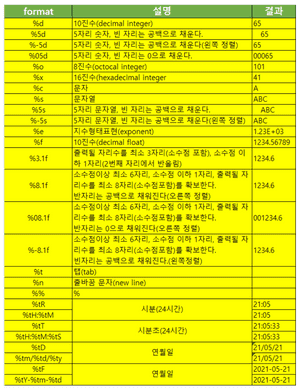 format 설명 결과
%d 10진수(decimal integer) 65
%5d 5자리 숫자, 빈 자리는 공백으로 채운다. 65
%-5d 5자리 숫자, 빈 자리는 공백으로 채운다(왼쪽 정렬) 65
%05d 5자리 숫자, 빈 자리는 0으로 채운다. 00065
%o 8진수(octocal integer) 101
%x 16진수(hexadecimal integer 41
%c 문자 A
%s 문자열 ABC
%5s 5자리 문자열, 빈 자리는 공백으로 채운다. ABC
%-5s 5자리 문자열, 빈 자리는 공백으로 채운다(왼쪽 정렬) ABC
%e 지수형태표현(exponent) 1.23E+03
%f 10진수(decimal float) 1234.56789
%3.1f 출력될 자리수를 최소 3자리(소수점 포함), 소수점 이하 1자리(2번째 자리에서 반올림) 1234.6
%8.1f 소수점이상 최소 6자리, 소수점 이하 1자리, 출력될 자리수를 최소 8자리(소수점포함)를 확보한다.
빈자리는 공백으로 채워진다(오른쪽 정렬) 1234.6
%08.1f 소수점이상 최소 6자리, 소수점 이하 1자리, 출력될 자리수를 최소 8자리(소수점포함)를 확보한다.
빈자리는 0으로 채워진다(오른쪽 정렬) 001234.6
%-8.1f 소수점이상 최소 6자리, 소수점 이하 1자리, 출력될 자리수를 최소 8자리(소수점포함)를 확보한다.
빈자리는 공백으로 채워진다.(왼쪽정렬) 1234.6
%t 탭(tab)
%n 줄바꿈 문자(new line)
%% %
%tR 시분(24시간) 21:05
%tH:%tM 21:05
%tT 시분초(24시간) 21:05:33
%tH:%tM:%tS 21:05:33
%tD 연월일 21/05/21
%tm/%td/%ty 21/05/21
%tF 연월일 2021-05-21
%tY-%tm-%td 2021-05-21